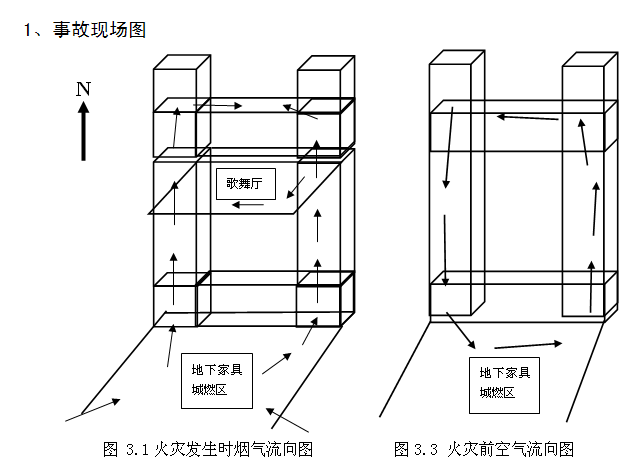 1、事故现场图
N
歌舞厅
地下家具
城燃区
地下家具
城燃区
图 3.1火灾发生时烟气流向图
图3.3 火灾前空气流向图